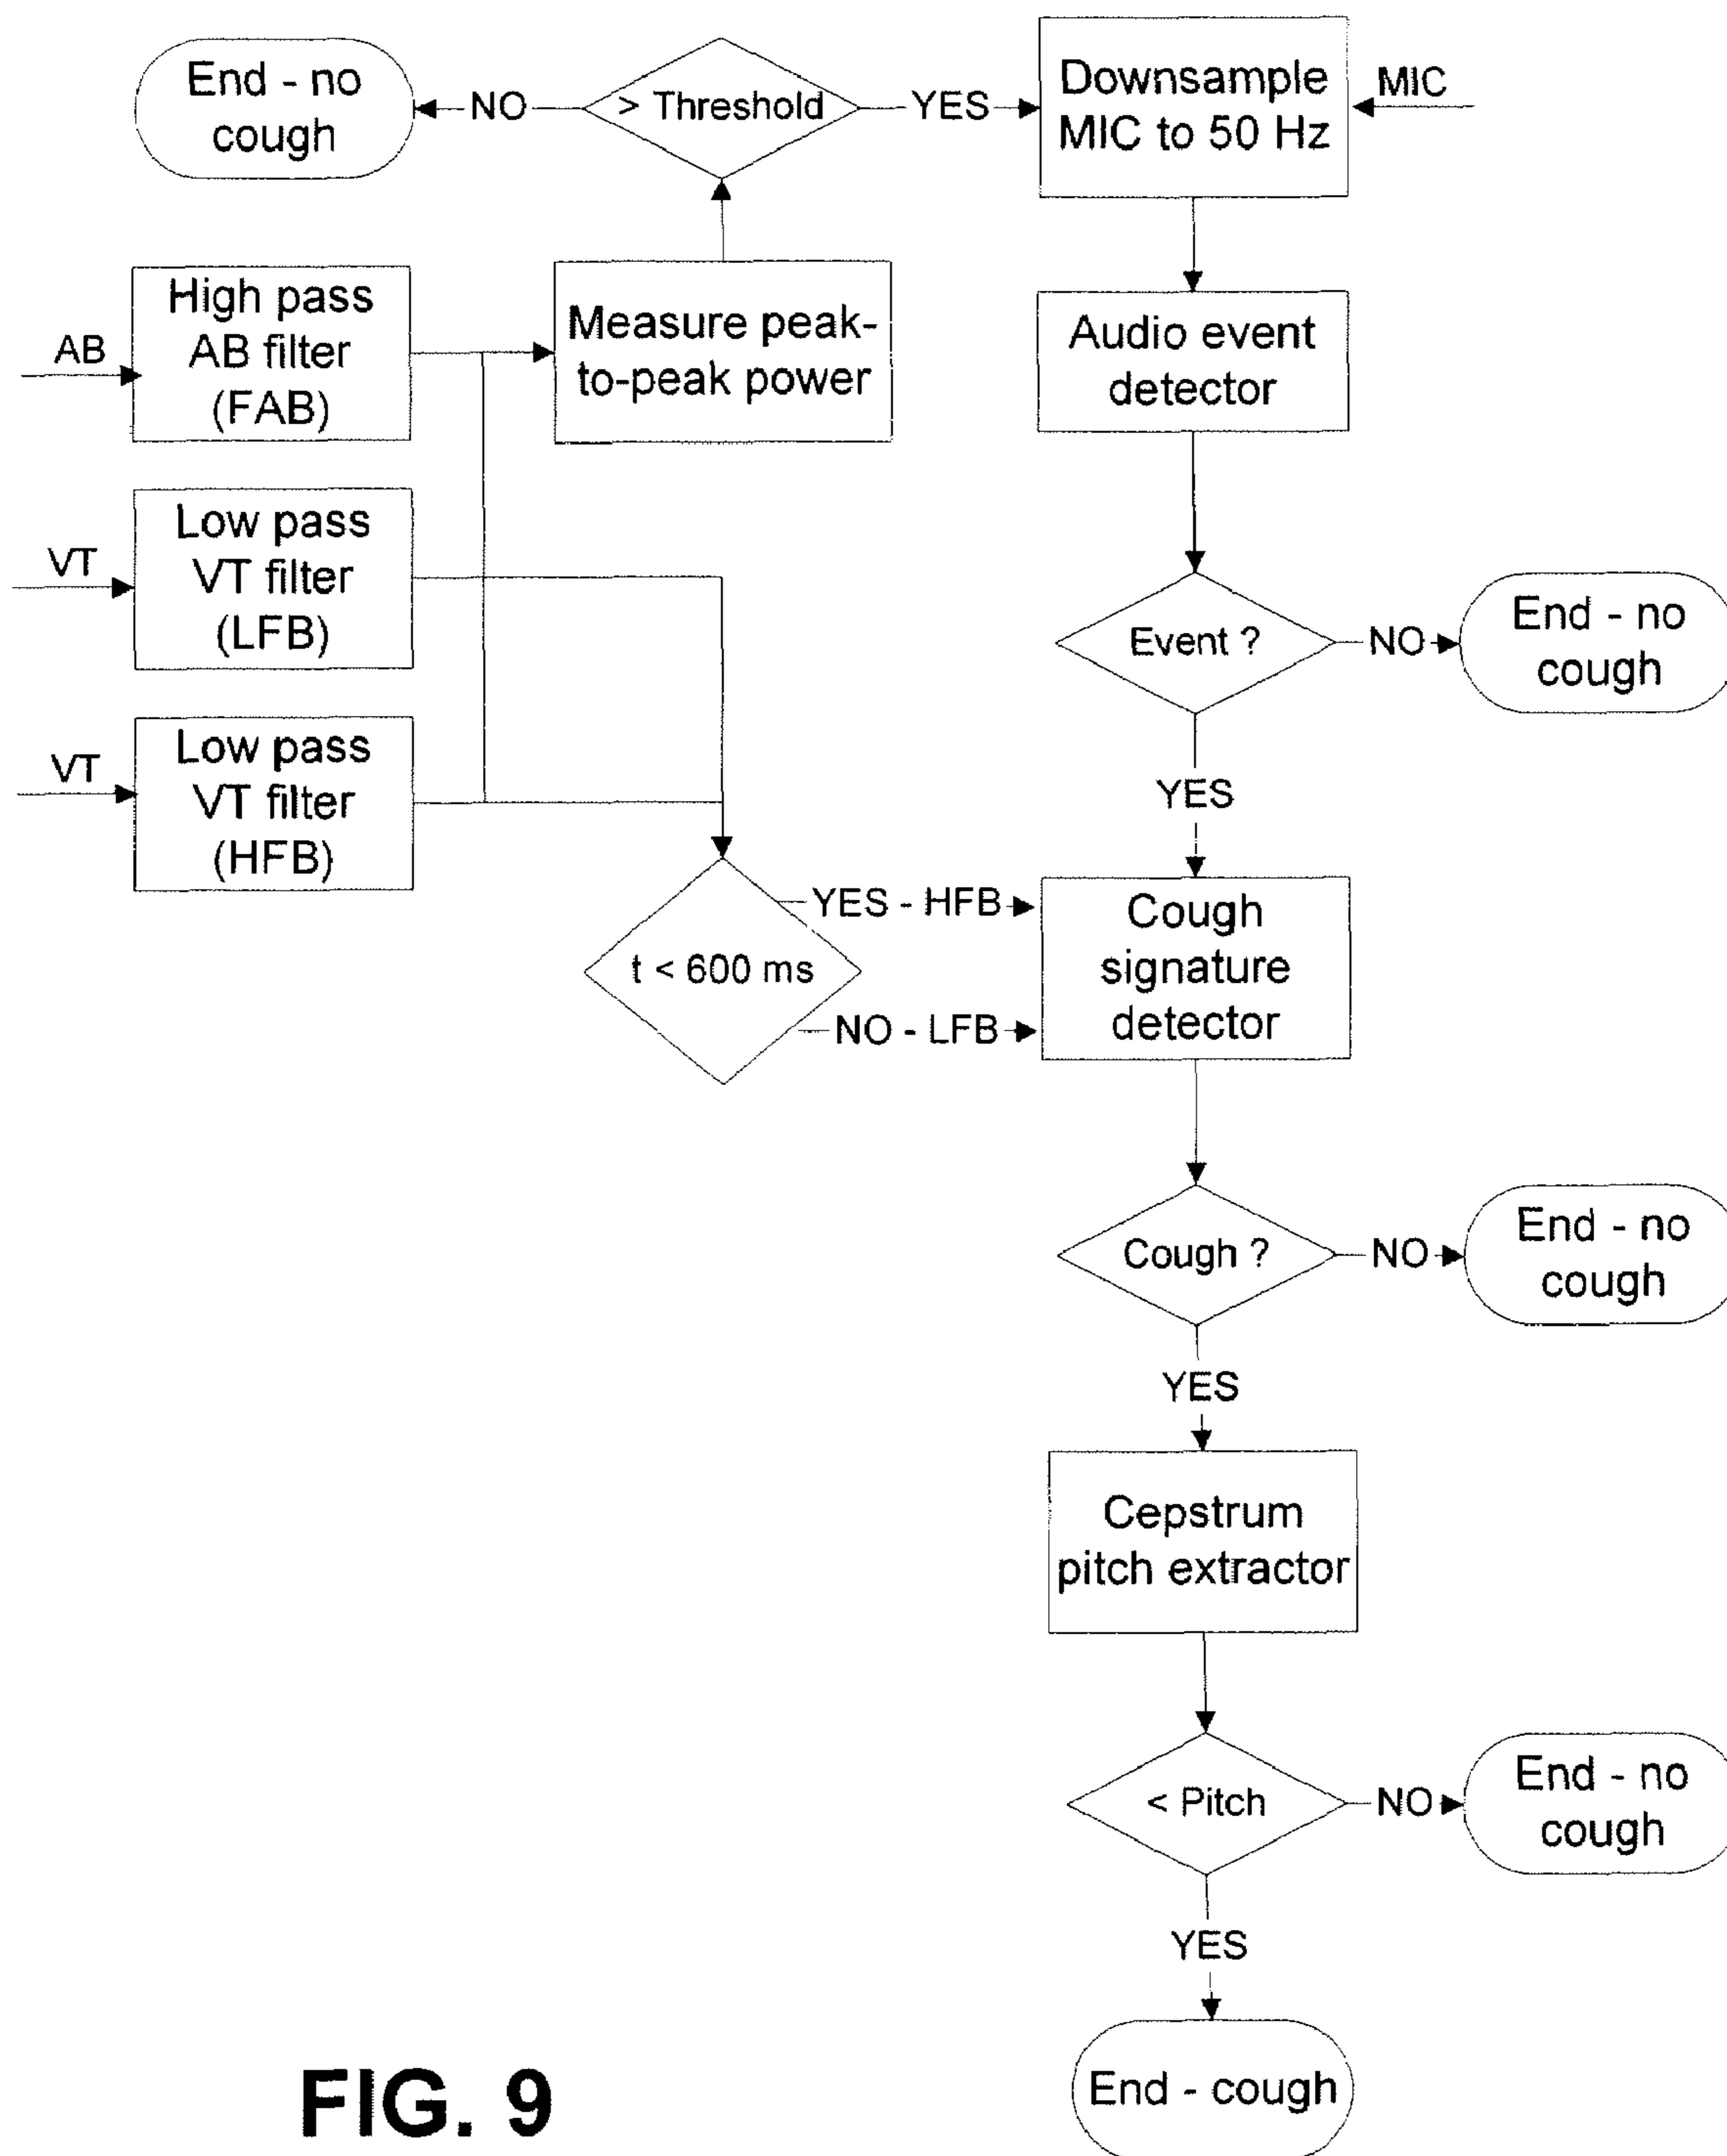 End - no
cough
NO
> Threshold
YES
Downsample
MIC to 50 Hz
MIC
AB
High pass
AB filter
(FAB)
Measure peak-
to-peak power
Audio event
detector
VT
Low pass
VT filter
(LFB)
Event ?
NO
End - no
cough
VT
Low pass
VT filter
(HFB)
YES
t < 600 ms
YES - HFB
NO - LFB
Cough
signature
detector
Cough ?
NO
End - no
cough
YES
Cepstrum
pitch extractor
< Pitch
NO
End - no
cough
YES
End - cough
FIG. 9